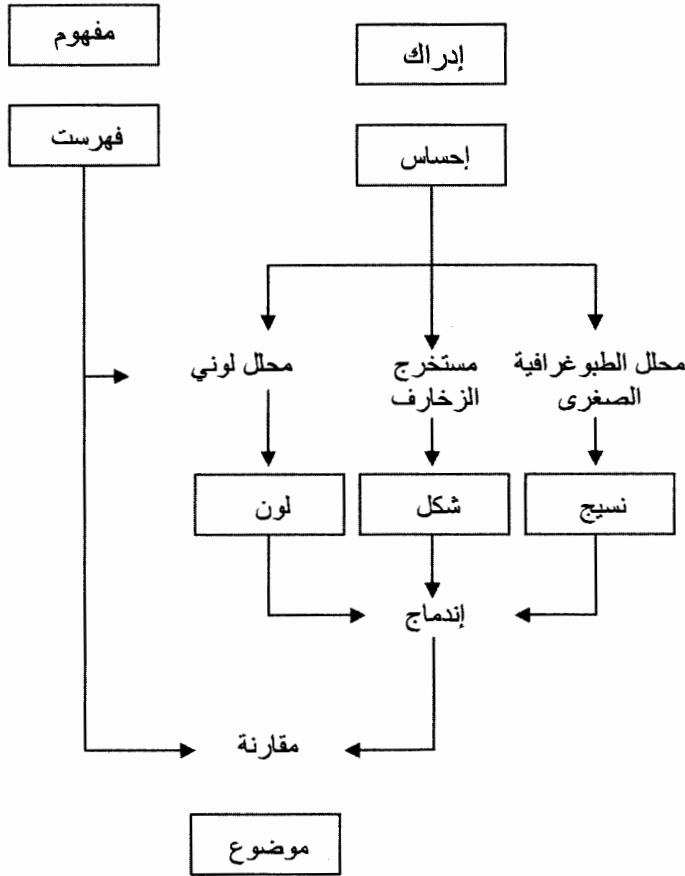 مفهوم
إدراك
فهرست
إحساس
محلل الطبوغرافية
الصغرى
مستخرج
الزخارف
محلل لوني
نسيج
شكل
لون
إندماج
مقارنة
موضوع